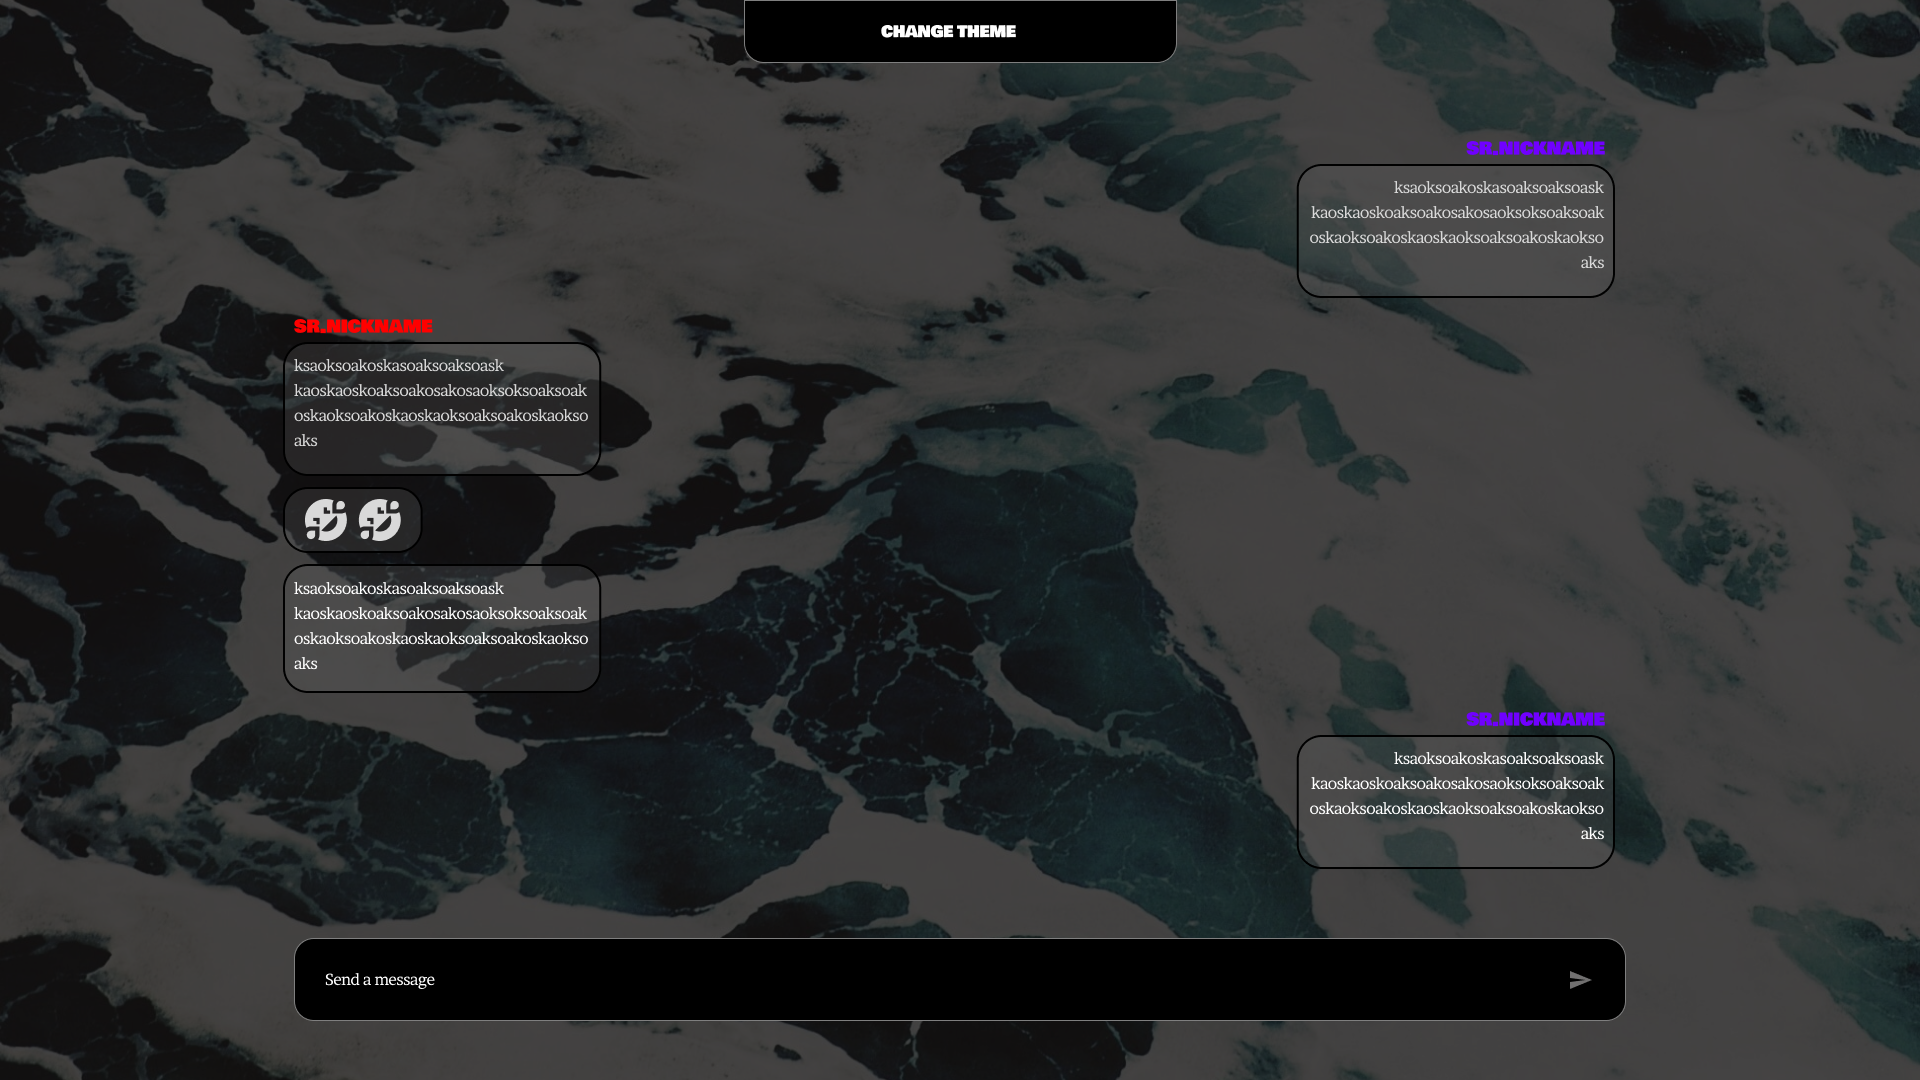 CHANGE THEME
SR.NICKNAME
ksaoksoakoskasoaksoaksoask
kaoskaoskoaksoakosakosaoksoksoaksoak
oskaoksoakoskaoskaoksoaksoakoskaokso
aks
SR.NICKNAME
ksaoksoakoskasoaksoaksoask
kaoskaoskoaksoakosakosaoksoksoaksoak
oskaoksoakoskaoskaoksoaksoakoskaokso
aks
ksaoksoakoskasoaksoaksoask
kaoskaoskoaksoakosakosaoksoksoaksoak
oskaoksoakoskaoskaoksoaksoakoskaokso
aks
SR.NICKNAME
ksaoksoakoskasoaksoaksoask
kaoskaoskoaksoakosakosaoksoksoaksoak
oskaoksoakoskaoskaoksoaksoakoskaokso
aks
Send a message